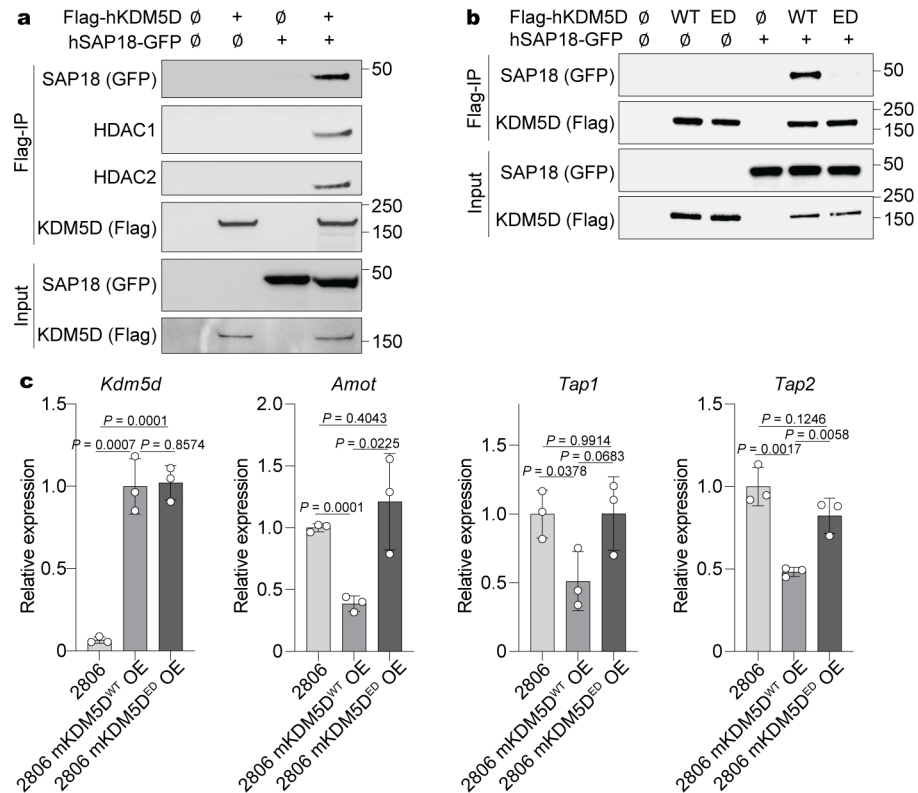 a
Flag-hKDM5D Ø + Ø +
hSAP18-GFP Ø Ø + +
Flag-IP
SAP18 (GFP)
50
HDAC1
HDAC2
KDM5D (Flag)
250
150
Input
SAP18 (GFP)
50
KDM5D (Flag)
150
b
Flag-hKDM5D Ø WT ED Ø WT ED
hSAP18-GFP Ø Ø Ø + + +
Flag-IP
SAP18 (GFP)
50
KDM5D (Flag)
250
150
Input
SAP18 (GFP)
50
KDM5D (Flag)
250
150
c
Kdm5d
Relative expression
1.5
1.0
0.5
0
P = 0.0001
P = 0.0007
P = 0.8574
2806
2806 mKDM5DWT OE
2806 mKDM5DED OE
Amot
Relative expression
2.0
1.5
1.0
0.5
0
P = 0.4043
P = 0.0225
P = 0.0001
2806
2806 mKDM5DWT OE
2806 mKDM5DED OE
Tap1
Relative expression
1.5
1.0
0.5
0
P = 0.9914
P = 0.0683
P = 0.0378
2806
2806 mKDM5DWT OE
2806 mKDM5DED OE
Tap2
Relative expression
1.5
1.0
0.5
0
P = 0.1246
P = 0.0058
P = 0.0017
2806
2806 mKDM5DWT OE
2806 mKDM5DED OE